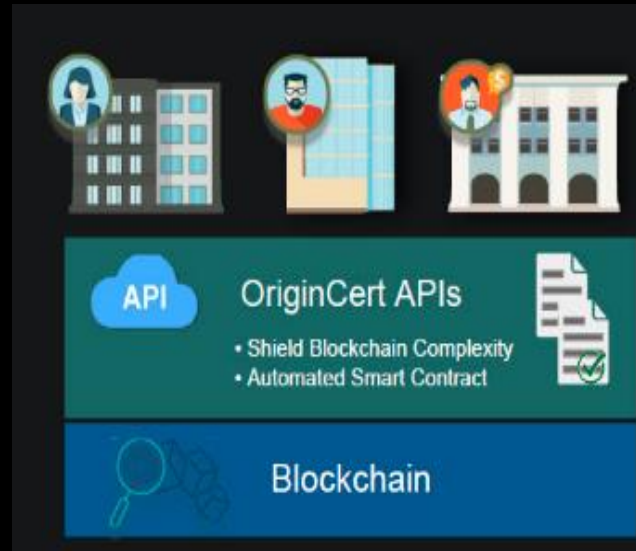 $
API
OriginCert APIs
• Shield Blockchain Complexity
• Automated Smart Contract
Blockchain